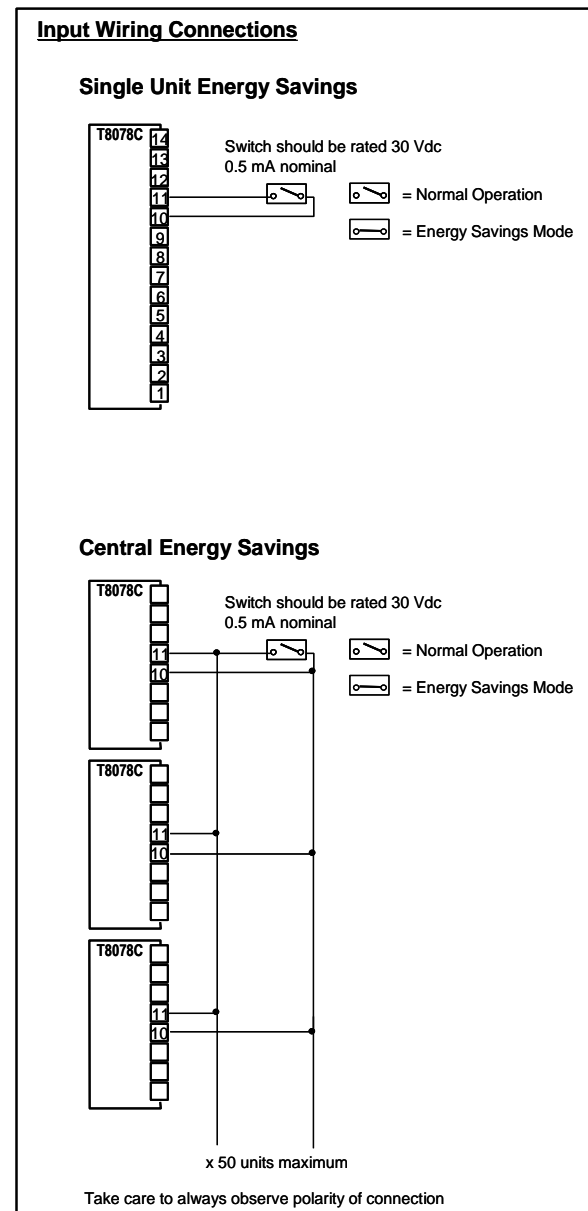 Input Wiring Connections
Single Unit Energy Savings
T8078C
14
13
12
11
10
9
8
7
6
5
4
3
2
1
Switch should be rated 30 Vdc
0.5 mA nominal
= Normal Operation
= Energy Savings Mode
Central Energy Savings
T8078C
11
10
Switch should be rated 30 Vdc
0.5 mA nominal
= Normal Operation
= Energy Savings Mode
T8078C
11
10
T8078C
11
10
x 50 units maximum
Take care to always observe polarity of connection